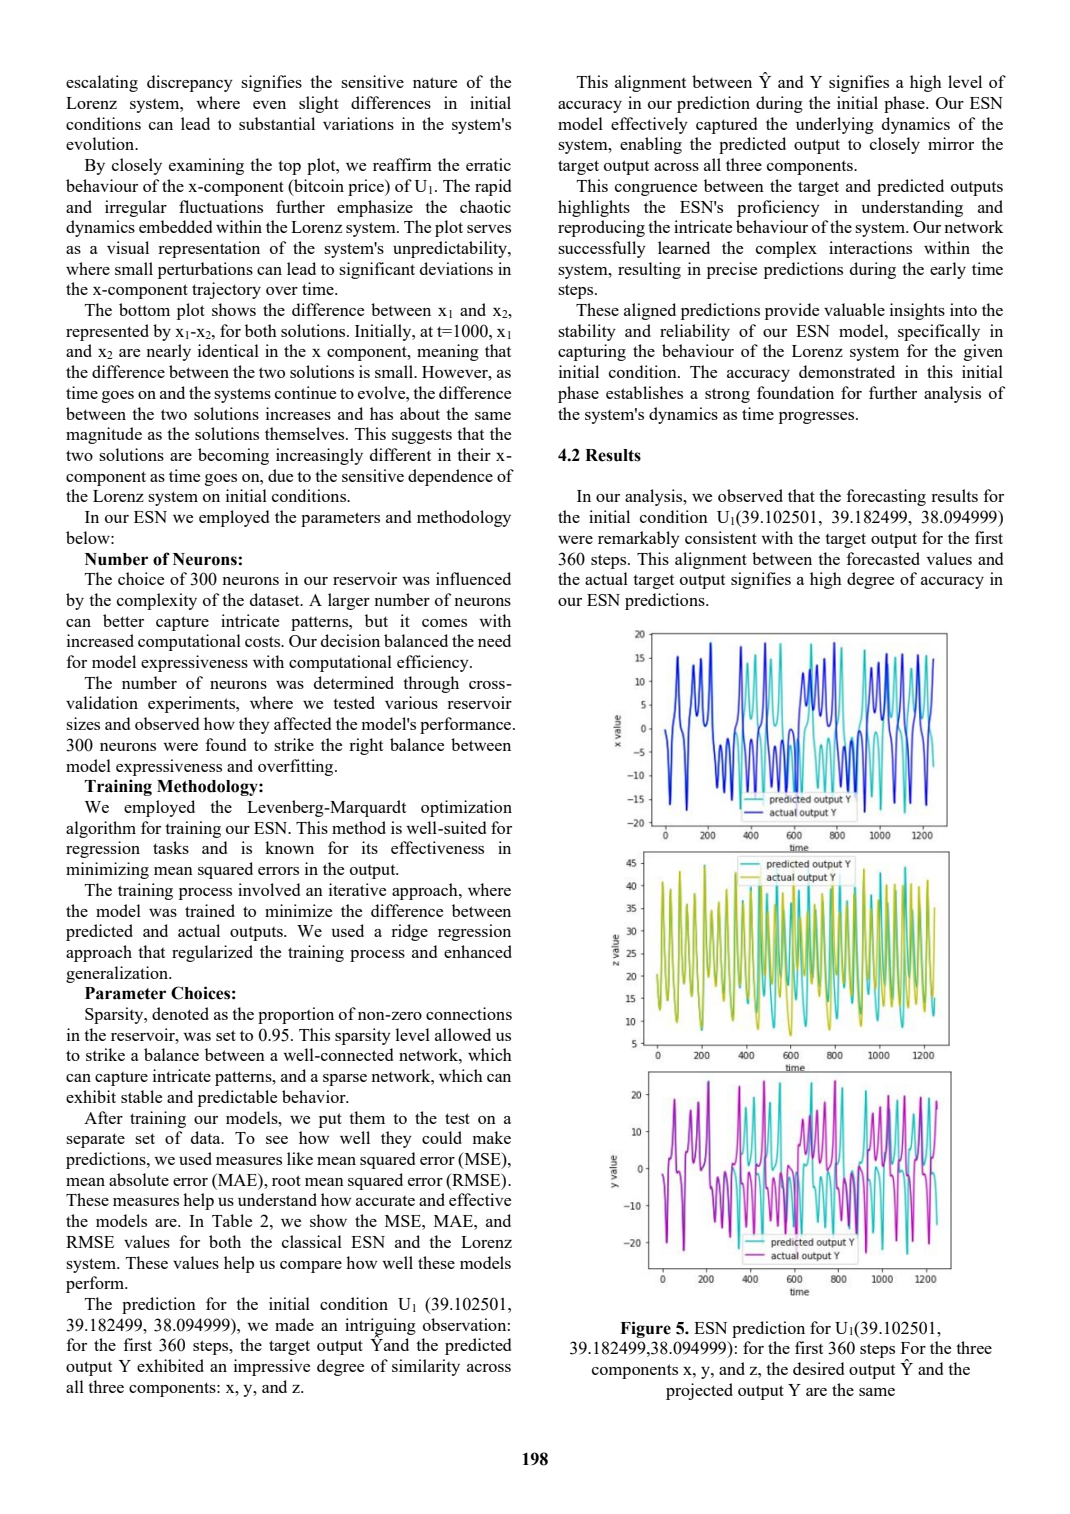 escalating discrepancy signifies the sensitive nature of the
Lorenz system, where even slight differences in initial
conditions can lead to substantial variations in the system's
evolution.
By closely examining the top plot, we reaffirm the erratic
behaviour of the x-component (bitcoin price) of U₁. The rapid
and irregular fluctuations further emphasize the chaotic
dynamics embedded within the Lorenz system. The plot serves
as a visual representation of the system's unpredictability,
where small perturbations can lead to significant deviations in
the x-component trajectory over time.
The bottom plot shows the difference between x₁ and x₂,
represented by x₁-x₂, for both solutions. Initially, at t=1000, x₁
and x₂ are nearly identical in the x component, meaning that
the difference between the two solutions is small. However, as
time goes on and the systems continue to evolve, the difference
between the two solutions increases and has about the same
magnitude as the solutions themselves. This suggests that the
two solutions are becoming increasingly different in their x-
component as time goes on, due to the sensitive dependence of
the Lorenz system on initial conditions.
In our ESN we employed the parameters and methodology
below:
Number of Neurons:
The choice of 300 neurons in our reservoir was influenced
by the complexity of the dataset. A larger number of neurons
can better capture intricate patterns, but it comes with
increased computational costs. Our decision balanced the need
for model expressiveness with computational efficiency.
The number of neurons was determined through cross-
validation experiments, where we tested various reservoir
sizes and observed how they affected the model's performance.
300 neurons were found to strike the right balance between
model expressiveness and overfitting.
Training Methodology:
We employed the Levenberg-Marquardt optimization
algorithm for training our ESN. This method is well-suited for
regression tasks and is known for its effectiveness in
minimizing mean squared errors in the output.
The training process involved an iterative approach, where
the model was trained to minimize the difference between
predicted and actual outputs. We used a ridge regression
approach that regularized the training process and enhanced
generalization.
Parameter Choices:
Sparsity, denoted as the proportion of non-zero connections
in the reservoir, was set to 0.95. This sparsity level allowed us
to strike a balance between a well-connected network, which
can capture intricate patterns, and a sparse network, which can
exhibit stable and predictable behavior.
After training our models, we put them to the test on a
separate set of data. To see how well they could make
predictions, we used measures like mean squared error (MSE),
mean absolute error (MAE), root mean squared error (RMSE).
These measures help us understand how accurate and effective
the models are. In Table 2, we show the MSE, MAE, and
RMSE values for both the classical ESN and the Lorenz
system. These values help us compare how well these models
perform.
The prediction for the initial condition U₁ (39.102501,
39.182499, 38.094999), we made an intriguing observation:
for the first 360 steps, the target output Ŷand the predicted
output Y exhibited an impressive degree of similarity across
all three components: x, y, and z.
This alignment between Ŷ and Y signifies a high level of
accuracy in our prediction during the initial phase. Our ESN
model effectively captured the underlying dynamics of the
system, enabling the predicted output to closely mirror the
target output across all three components.
This congruence between the target and predicted outputs
highlights the ESN's proficiency in understanding and
reproducing the intricate behaviour of the system. Our network
successfully learned the complex interactions within the
system, resulting in precise predictions during the early time
steps.
These aligned predictions provide valuable insights into the
stability and reliability of our ESN model, specifically in
capturing the behaviour of the Lorenz system for the given
initial condition. The accuracy demonstrated in this initial
phase establishes a strong foundation for further analysis of
the system's dynamics as time progresses.
4.2 Results
In our analysis, we observed that the forecasting results for
the initial condition U₁(39.102501, 39.182499, 38.094999)
were remarkably consistent with the target output for the first
360 steps. This alignment between the forecasted values and
the actual target output signifies a high degree of accuracy in
our ESN predictions.
20
15
10
5
0
−5
−10
−15
−20
x value
predicted output Y
actual output Y
0 200 400 600 800 1000 1200
time
45
40
35
30
25
20
15
10
5
z value
predicted output Y
actual output Y
0 200 400 600 800 1000 1200
time
20
10
0
−10
−20
y value
predicted output Y
actual output Y
0 200 400 600 800 1000 1200
time
Figure 5. ESN prediction for U₁(39.102501,
39.182499,38.094999): for the first 360 steps For the three
components x, y, and z, the desired output Ŷ and the
projected output Y are the same
198